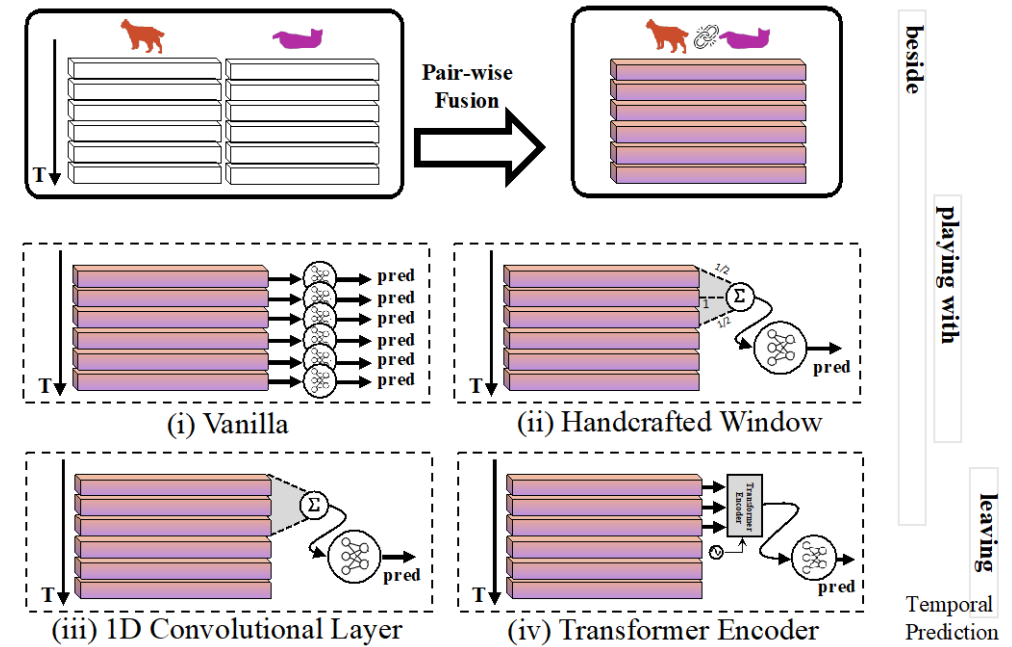 Pair-wise
Fusion
T
beside
playing with
leaving
Temporal
Prediction
T
pred
pred
pred
pred
pred
pred
(i) Vanilla
T
1/2
1
1/2
Σ
pred
(ii) Handcrafted Window
T
Σ
pred
(iii) 1D Convolutional Layer
T
Transformer
Encoder
pred
(iv) Transformer Encoder